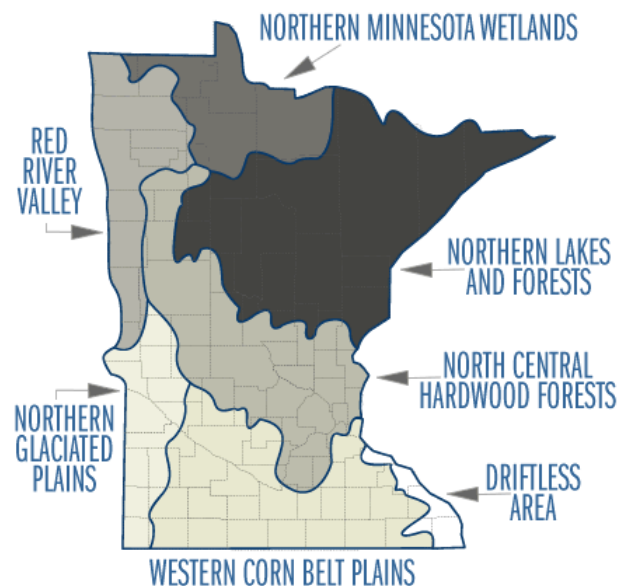 NORTHERN MINNESOTA WETLANDS
RED
RIVER
VALLEY
NORTHERN LAKES
AND FORESTS
NORTH CENTRAL
HARDWOOD FORESTS
NORTHERN
GLACIATED
PLAINS
DRIFTLESS
AREA
WESTERN CORN BELT PLAINS